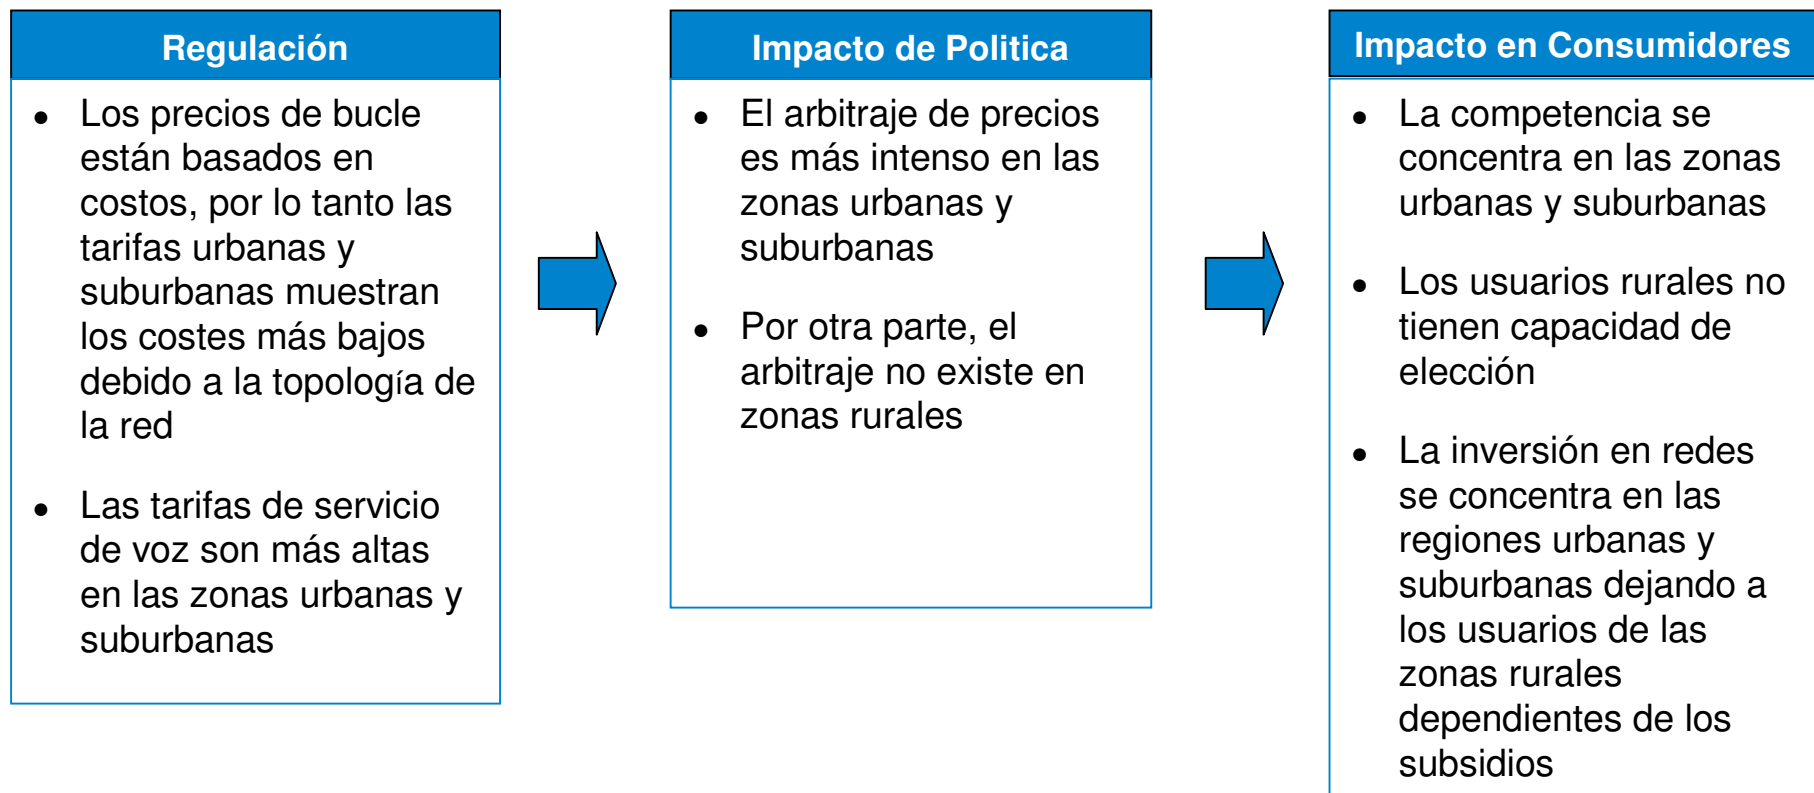 Regulación
• Los precios de bucle
están basados en
costos, por lo tanto las
tarifas urbanas y
suburbanas muestran
los costes más bajos
debido a la topología de
la red
• Las tarifas de servicio
de voz son más altas
en las zonas urbanas y
suburbanas
Impacto de Politica
• El arbitraje de precios
es más intenso en las
zonas urbanas y
suburbanas
• Por otra parte, el
arbitraje no existe en
zonas rurales
Impacto en Consumidores
• La competencia se
concentra en las zonas
urbanas y suburbanas
• Los usuarios rurales no
tienen capacidad de
elección
• La inversión en redes
se concentra en las
regiones urbanas y
suburbanas dejando a
los usuarios de las
zonas rurales
dependientes de los
subsidios